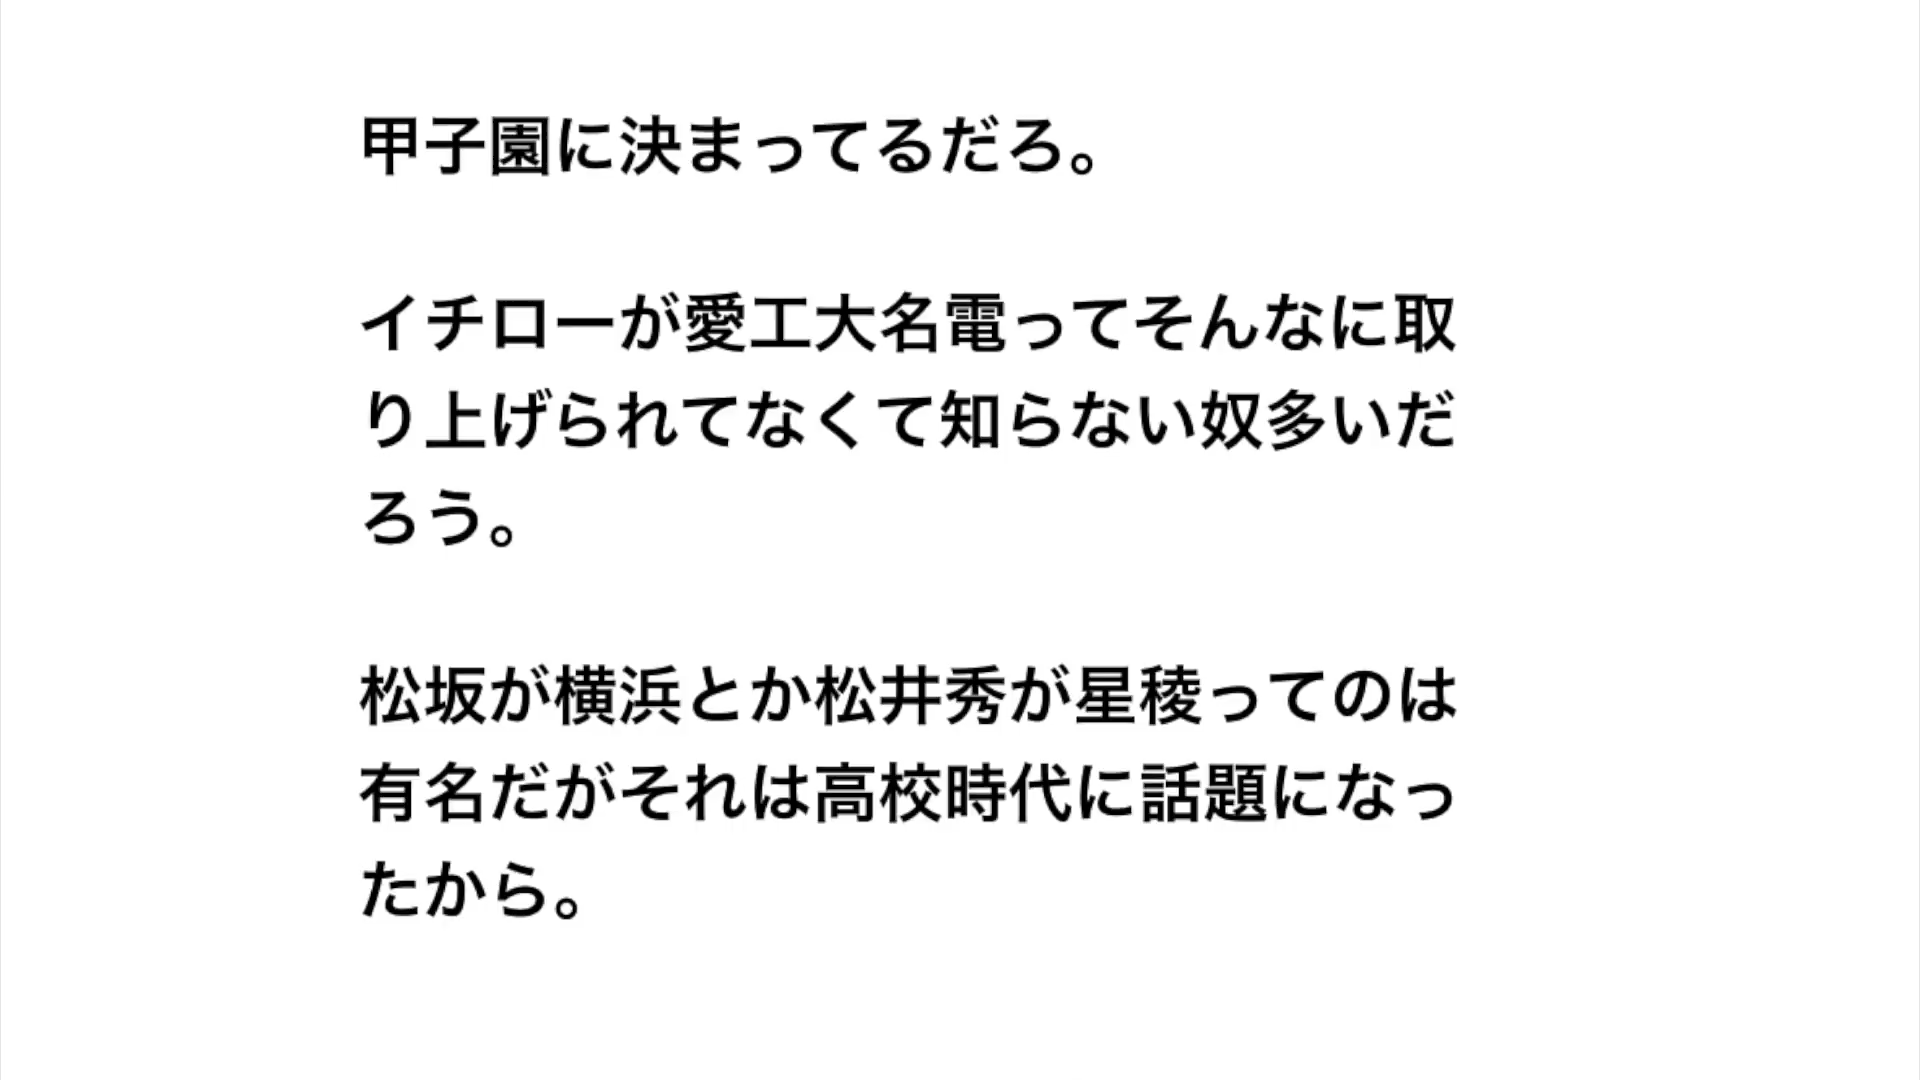 甲子園に決まってるだろ。
イチローが愛工大名電ってそんなに取
り上げられてなくて知らない奴多いだ
ろう。
松坂が横浜とか松井秀が星稜ってのは
有名だがそれは高校時代に話題になっ
たから。